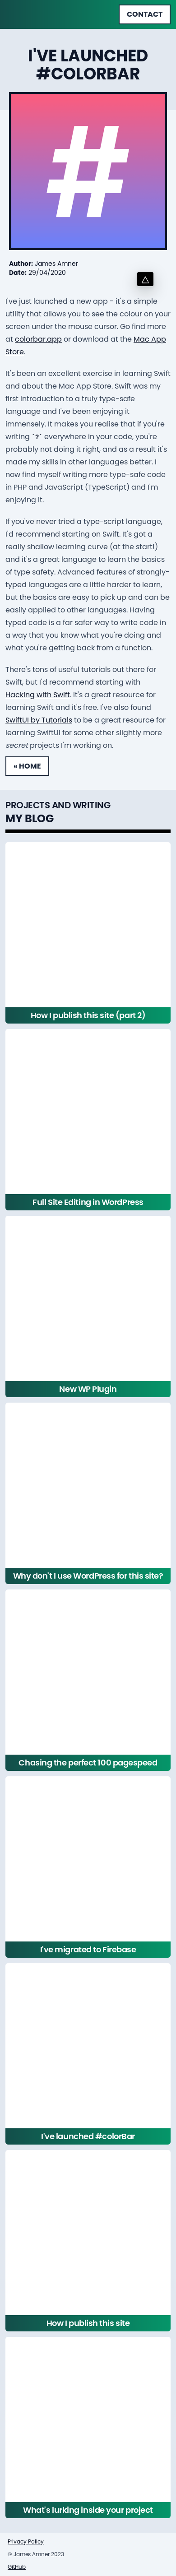 CONTACT
I'VE LAUNCHED
#COLORBAR
#
Author: James Amner
Date: 29/04/2020
I've just launched a new app - it's a simple
utility that allows you to see the colour on your
screen under the mouse cursor. Go find more
at colorbar.app or download at the Mac App
Store.
It's been an excellent exercise in learning Swift
and about the Mac App Store. Swift was my
first introduction to a truly type-safe
language and I've been enjoying it
immensely. It makes you realise that if you're
writing `?` everywhere in your code, you're
probably not doing it right, and as a result it's
made my skills in other languages better. I
now find myself writing more type-safe code
in PHP and JavaScript (TypeScript) and I'm
enjoying it.
If you've never tried a type-script language,
I'd recommend starting on Swift. It's got a
really shallow learning curve (at the start!)
and it's a great language to learn the basics
of type safety. Advanced features of strongly-
typed languages are a little harder to learn,
but the basics are easy to pick up and can be
easily applied to other languages. Having
typed code is a far safer way to write code in
a way that you know what you're doing and
what you're getting back from a function.
There's tons of useful tutorials out there for
Swift, but I'd recommend starting with
Hacking with Swift. It's a great resource for
learning Swift and it's free. I've also found
SwiftUI by Tutorials to be a great resource for
learning SwiftUI for some other slightly more
secret projects I'm working on.
« HOME
PROJECTS AND WRITING
MY BLOG
How I publish this site (part 2)
Full Site Editing in WordPress
New WP Plugin
Why don't I use WordPress for this site?
Chasing the perfect 100 pagespeed
I've migrated to Firebase
I've launched #colorBar
How I publish this site
What's lurking inside your project
Privacy Policy
© James Amner 2023
GitHub